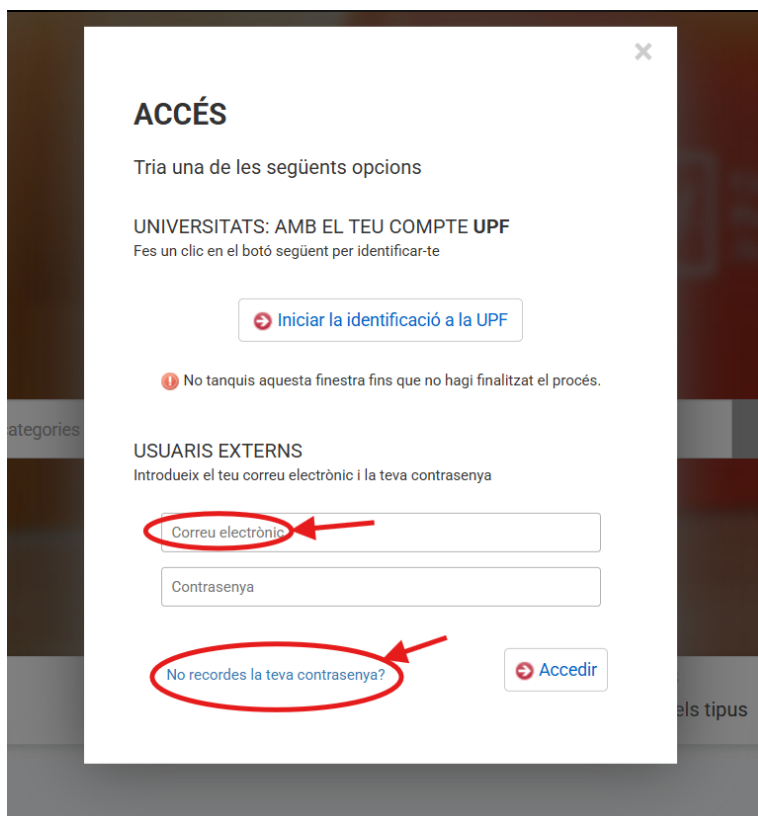 ×
ACCÉS
Tria una de les següents opcions
UNIVERSITATS: AMB EL TEU COMPTE UPF
Fes un clic en el botó següent per identificar-te
Iniciar la identificació a la UPF
No tanquis aquesta finestra fins que no hagi finalitzat el procés.
ategories
USUARIS EXTERNS
Introdueix el teu correu electrònic i la teva contrasenya
Correu electrònic
Contrasenya
No recordes la teva contrasenya?
Accedir
els tipus